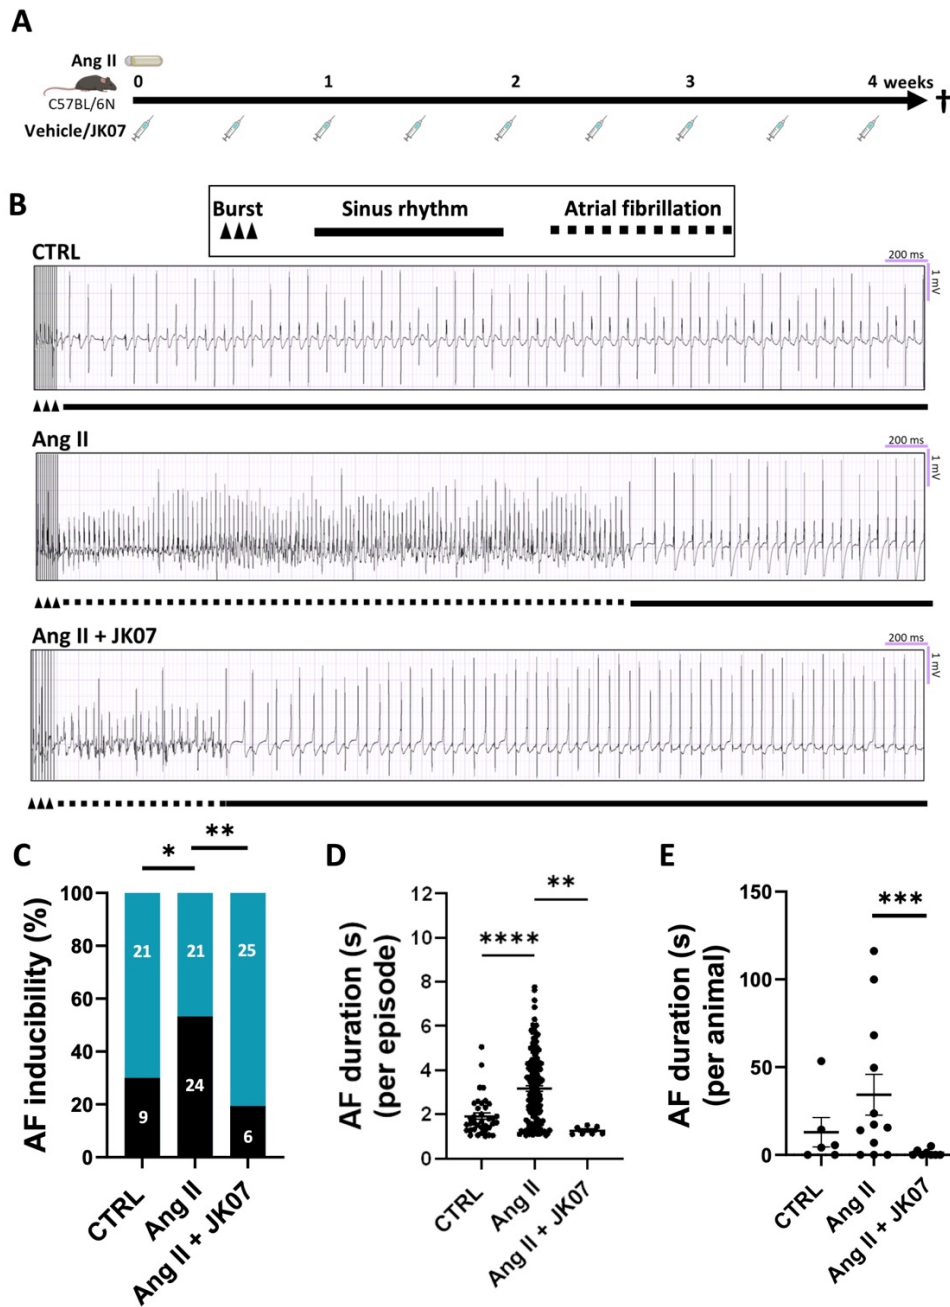 A
Ang II
0 1 2 3 4 weeks
C57BL/6N
Vehicle/JK07
B
Burst Sinus rhythm Atrial fibrillation
CTRL
200 ms
1 mV
Ang II
200 ms
1 mV
Ang II + JK07
200 ms
1 mV
C
* **
AF inducibility (%)
100
80
60
40
20
0
21 21 25
9 24 6
CTRL
Ang II
Ang II + JK07
D
**
****
AF duration (s)
(per episode)
12
10
8
6
4
2
0
CTRL
Ang II
Ang II + JK07
E
***
AF duration (s)
(per animal)
150
100
50
0
CTRL
Ang II
Ang II + JK07